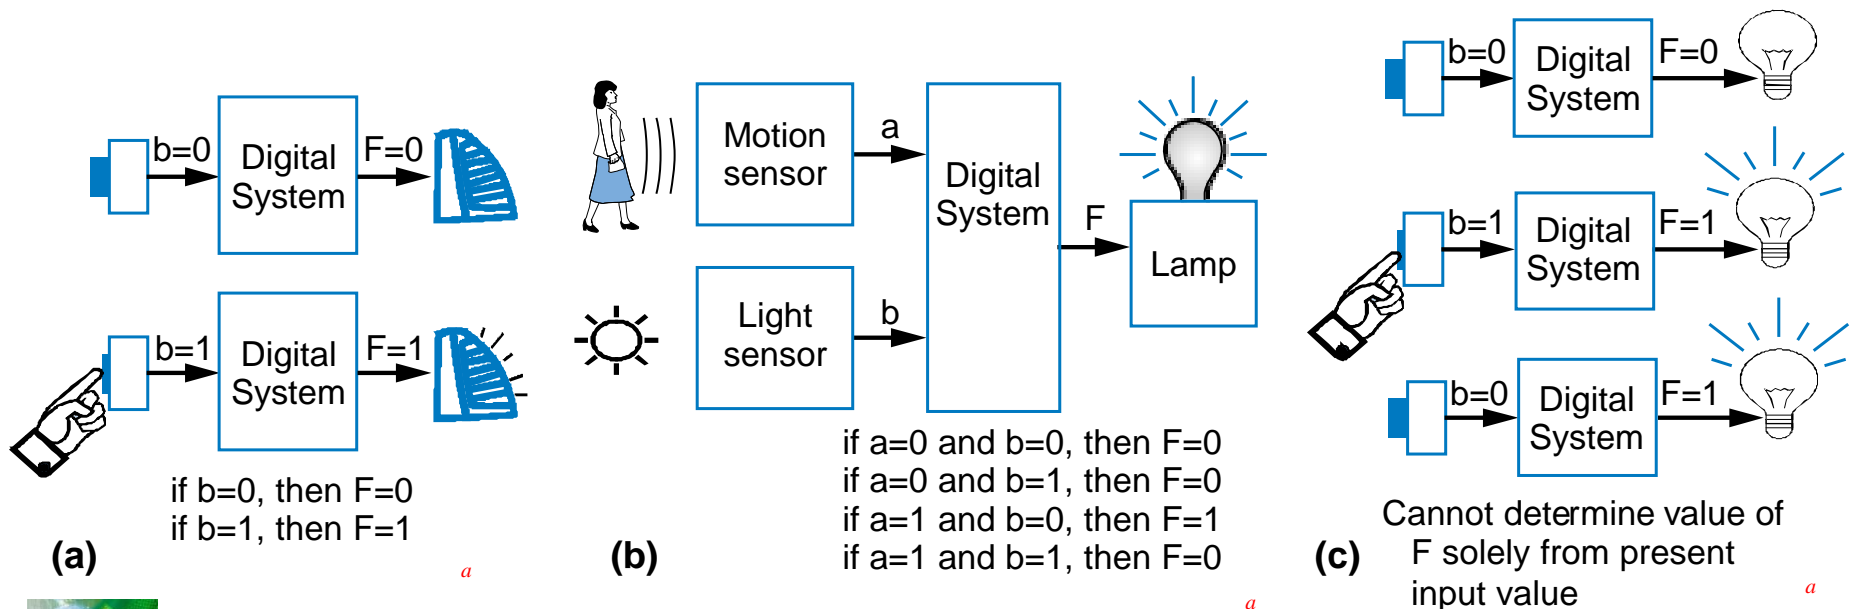 b=0
Digital
System
F=0
b=1
Digital
System
F=1
if b=0, then F=0
if b=1, then F=1
(a)
a
Motion
sensor
a
Light
sensor
b
Digital
System
F
Lamp
if a=0 and b=0, then F=0
if a=0 and b=1, then F=0
if a=1 and b=0, then F=1
if a=1 and b=1, then F=0
(b)
a
b=0
Digital
System
F=0
b=1
Digital
System
F=1
b=0
Digital
System
F=1
Cannot determine value of
F solely from present
input value
(c)
a